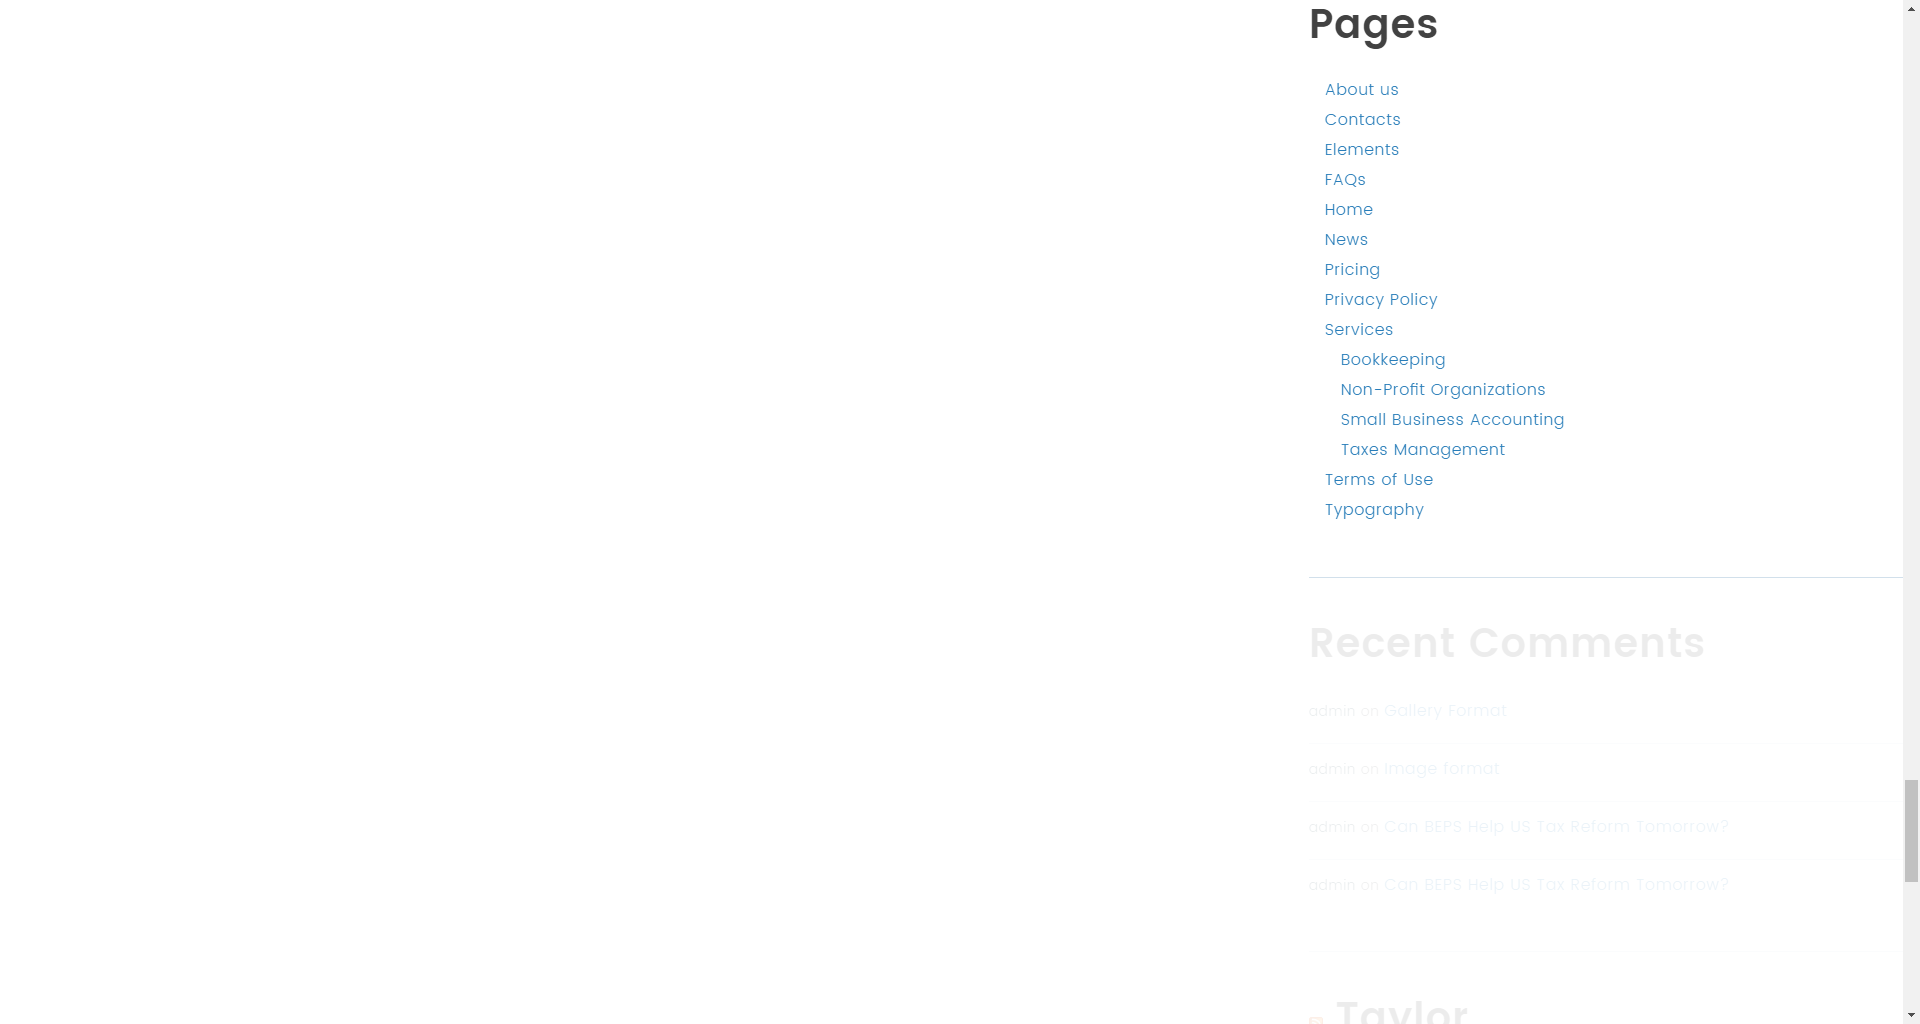 Pages
About us
Contacts
Elements
FAQs
Home
News
Pricing
Privacy Policy
Services
Bookkeeping
Non-Profit Organizations
Small Business Accounting
Taxes Management
Terms of Use
Typography
Recent Comments
admin on Gallery Format
admin on Image format
admin on Can BEPS Help US Tax Reform Tomorrow?
admin on Can BEPS Help US Tax Reform Tomorrow?
Taylor